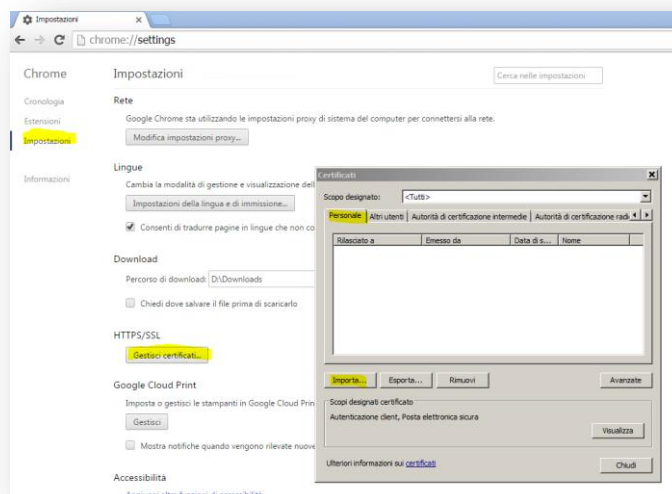 Impostazioni
chrome://settings
Chrome
Impostazioni
Cerca nelle impostazioni
Cronologia
Estensioni
Impostazioni
Informazioni
Rete
Google Chrome sta utilizzando le impostazioni proxy di sistema del computer per connettersi alla rete.
Modifica impostazioni proxy...
Lingue
Cambia la modalità di gestione e visualizzazione dell
Impostazioni della lingua e di immissione...
Consenti di tradurre pagine in lingue che non co
Download
Percorso di download: D:\Downloads
Chiedi dove salvare il file prima di scaricarlo
HTTPS/SSL
Gestisci certificati...
Google Cloud Print
Imposta o gestisci le stampanti in Google Cloud Prin
Gestisci
Mostra notifiche quando vengono rilevate nuove
Accessibilità
Certificati
Scopo designato: <Tutti>
Personale Altri utenti Autorità di certificazione intermedie Autorità di certificazione radi
Rilasciato a Emesso da Data di s... Nome
Importa... Esporta... Rimuovi Avanzate
Scopi designati certificato
Autenticazione client, Posta elettronica sicura
Visualizza
Ulteriori informazioni sui certificati
Chiudi